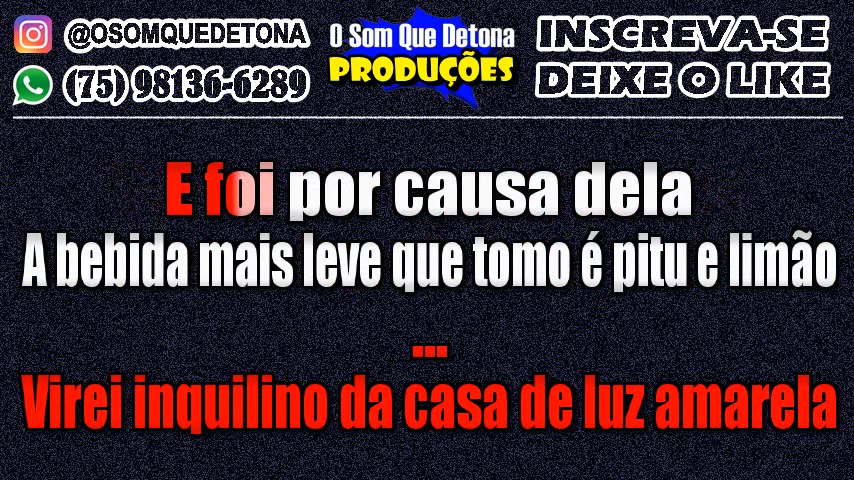 @OSOMQUEDETONA
(75) 98136-6289
O Som Que Detona
PRODUÇÕES
INSCREVA-SE
DEIXE O LIKE
E foi por causa dela
A bebida mais leve que tomo é pitu e limão
...
Virei inquilino da casa de luz amarela